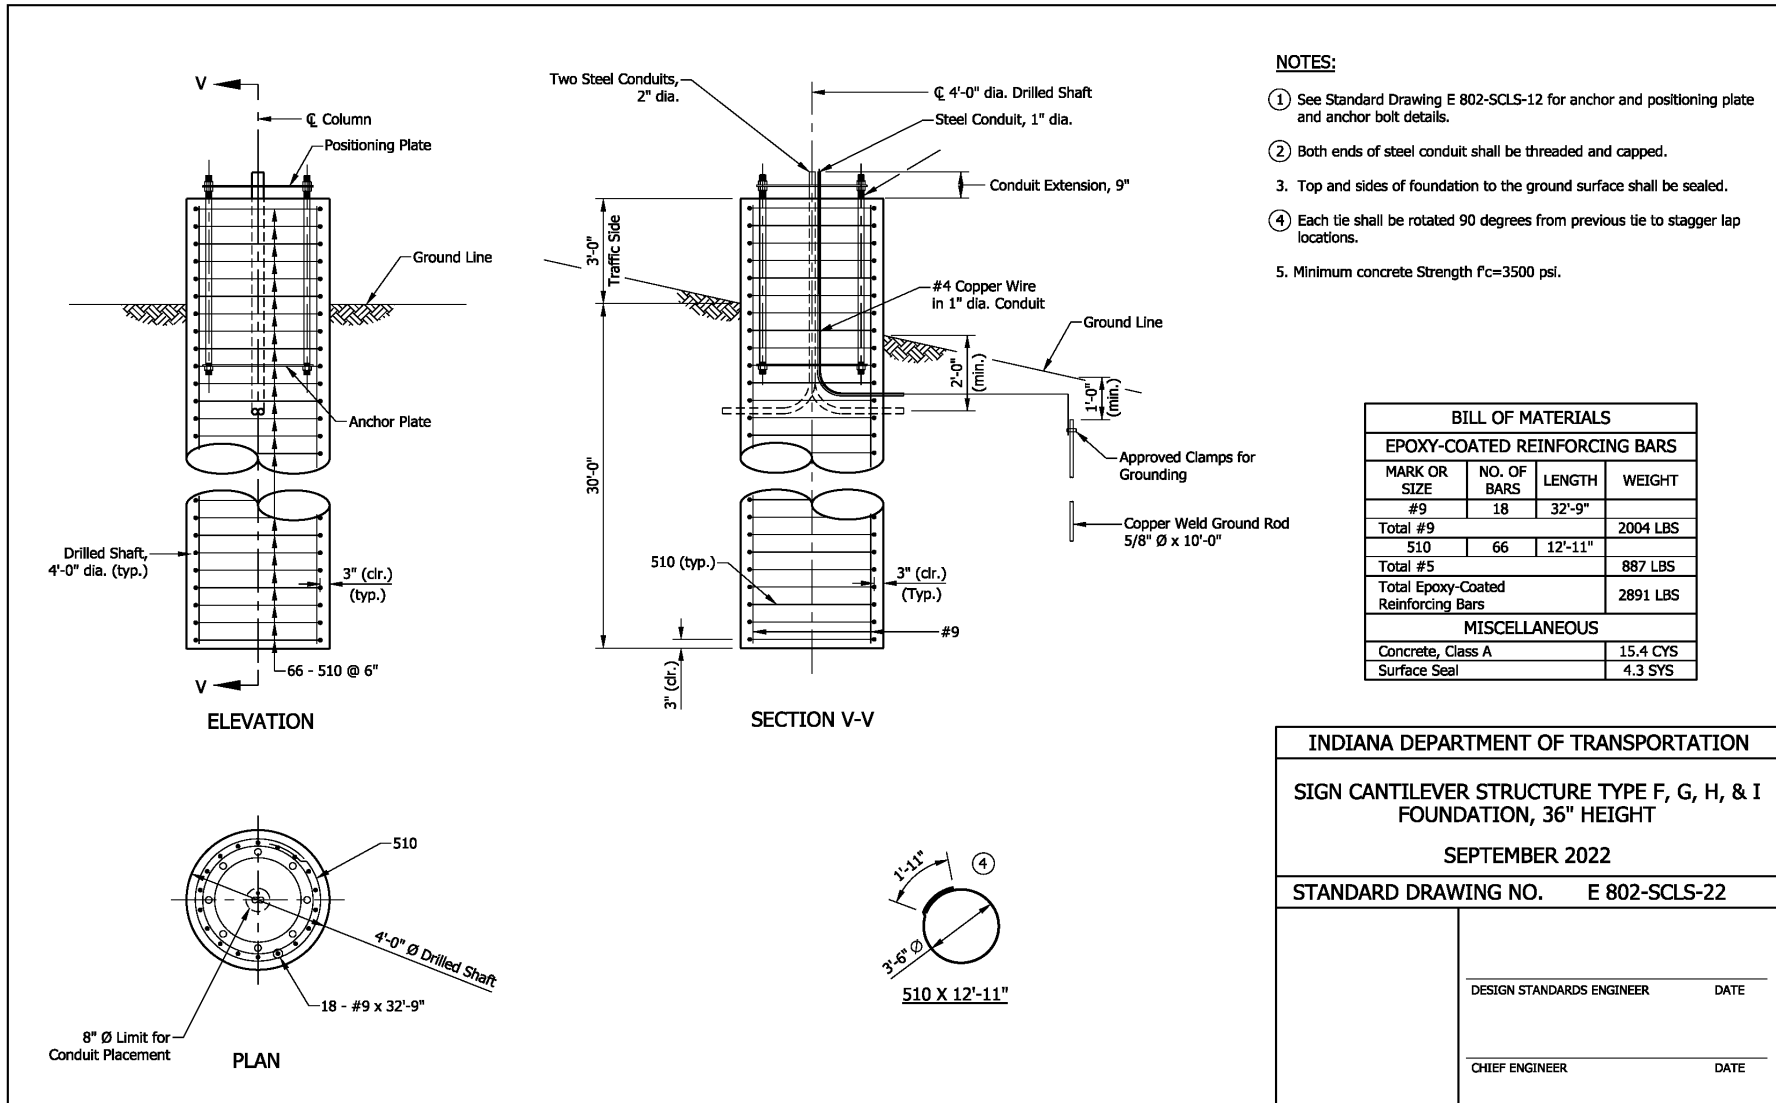 V
℄ Column
Positioning Plate
Ground Line
Anchor Plate
Drilled Shaft,
4'-0" dia. (typ.)
3" (clr.)
(typ.)
66 - 510 @ 6"
V
ELEVATION
Two Steel Conduits,
2" dia.
℄ 4'-0" dia. Drilled Shaft
Steel Conduit, 1" dia.
Conduit Extension, 9"
3'-0"
Traffic Side
#4 Copper Wire
in 1" dia. Conduit
Ground Line
2'-0"
(min.)
1'-0"
(min.)
30'-0"
Approved Clamps for
Grounding
Copper Weld Ground Rod
5/8" Ø x 10'-0"
510 (typ.)
3" (clr.)
(Typ.)
#9
3" (clr.)
SECTION V-V
510
4'-0" Ø Drilled Shaft
18 - #9 x 32'-9"
8" Ø Limit for
Conduit Placement
PLAN
1'-11"
4
3'-6" Ø
510 X 12'-11"
NOTES:
1 See Standard Drawing E 802-SCLS-12 for anchor and positioning plate
and anchor bolt details.
2 Both ends of steel conduit shall be threaded and capped.
3. Top and sides of foundation to the ground surface shall be sealed.
4 Each tie shall be rotated 90 degrees from previous tie to stagger lap
locations.
5. Minimum concrete Strength f'c=3500 psi.
BILL OF MATERIALS
EPOXY-COATED REINFORCING BARS
MARK OR SIZE NO. OF BARS LENGTH WEIGHT
#9 18 32'-9"
Total #9 2004 LBS
510 66 12'-11"
Total #5 887 LBS
Total Epoxy-Coated
Reinforcing Bars 2891 LBS
MISCELLANEOUS
Concrete, Class A 15.4 CYS
Surface Seal 4.3 SYS
INDIANA DEPARTMENT OF TRANSPORTATION
SIGN CANTILEVER STRUCTURE TYPE F, G, H, & I
FOUNDATION, 36" HEIGHT
SEPTEMBER 2022
STANDARD DRAWING NO. E 802-SCLS-22
DESIGN STANDARDS ENGINEER DATE
CHIEF ENGINEER DATE